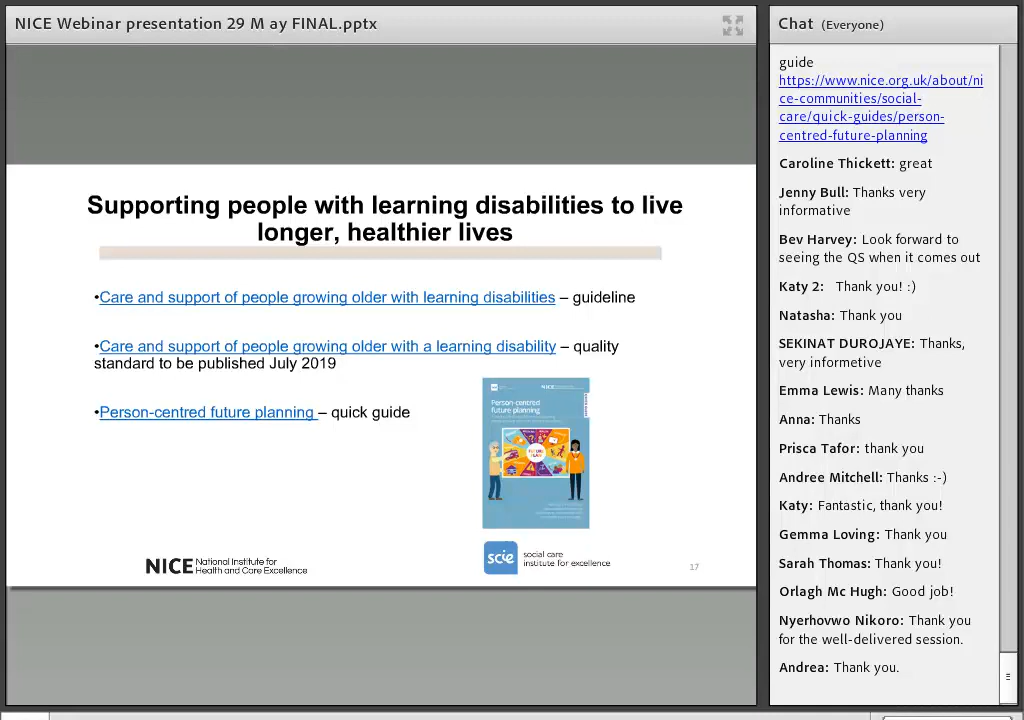 NICE Webinar presentation 29 M ay FINAL.pptx
Supporting people with learning disabilities to live
longer, healthier lives
•Care and support of people growing older with learning disabilities – guideline
•Care and support of people growing older with a learning disability – quality
standard to be published July 2019
•Person-centred future planning – quick guide
Person-centred
future planning
NICE National Institute for
Health and Care Excellence
scie social care
institute for excellence
17
Chat (Everyone)
guide
https://www.nice.org.uk/about/ni
ce-communities/social-
care/quick-guides/person-
centred-future-planning
Caroline Thickett: great
Jenny Bull: Thanks very
informative
Bev Harvey: Look forward to
seeing the QS when it comes out
Katy 2: Thank you! :)
Natasha: Thank you
SEKINAT DUROJAYE: Thanks,
very informetive
Emma Lewis: Many thanks
Anna: Thanks
Prisca Tafor: thank you
Andree Mitchell: Thanks :-)
Katy: Fantastic, thank you!
Gemma Loving: Thank you
Sarah Thomas: Thank you!
Orlagh Mc Hugh: Good job!
Nyerhovwo Nikoro: Thank you
for the well-delivered session.
Andrea: Thank you.